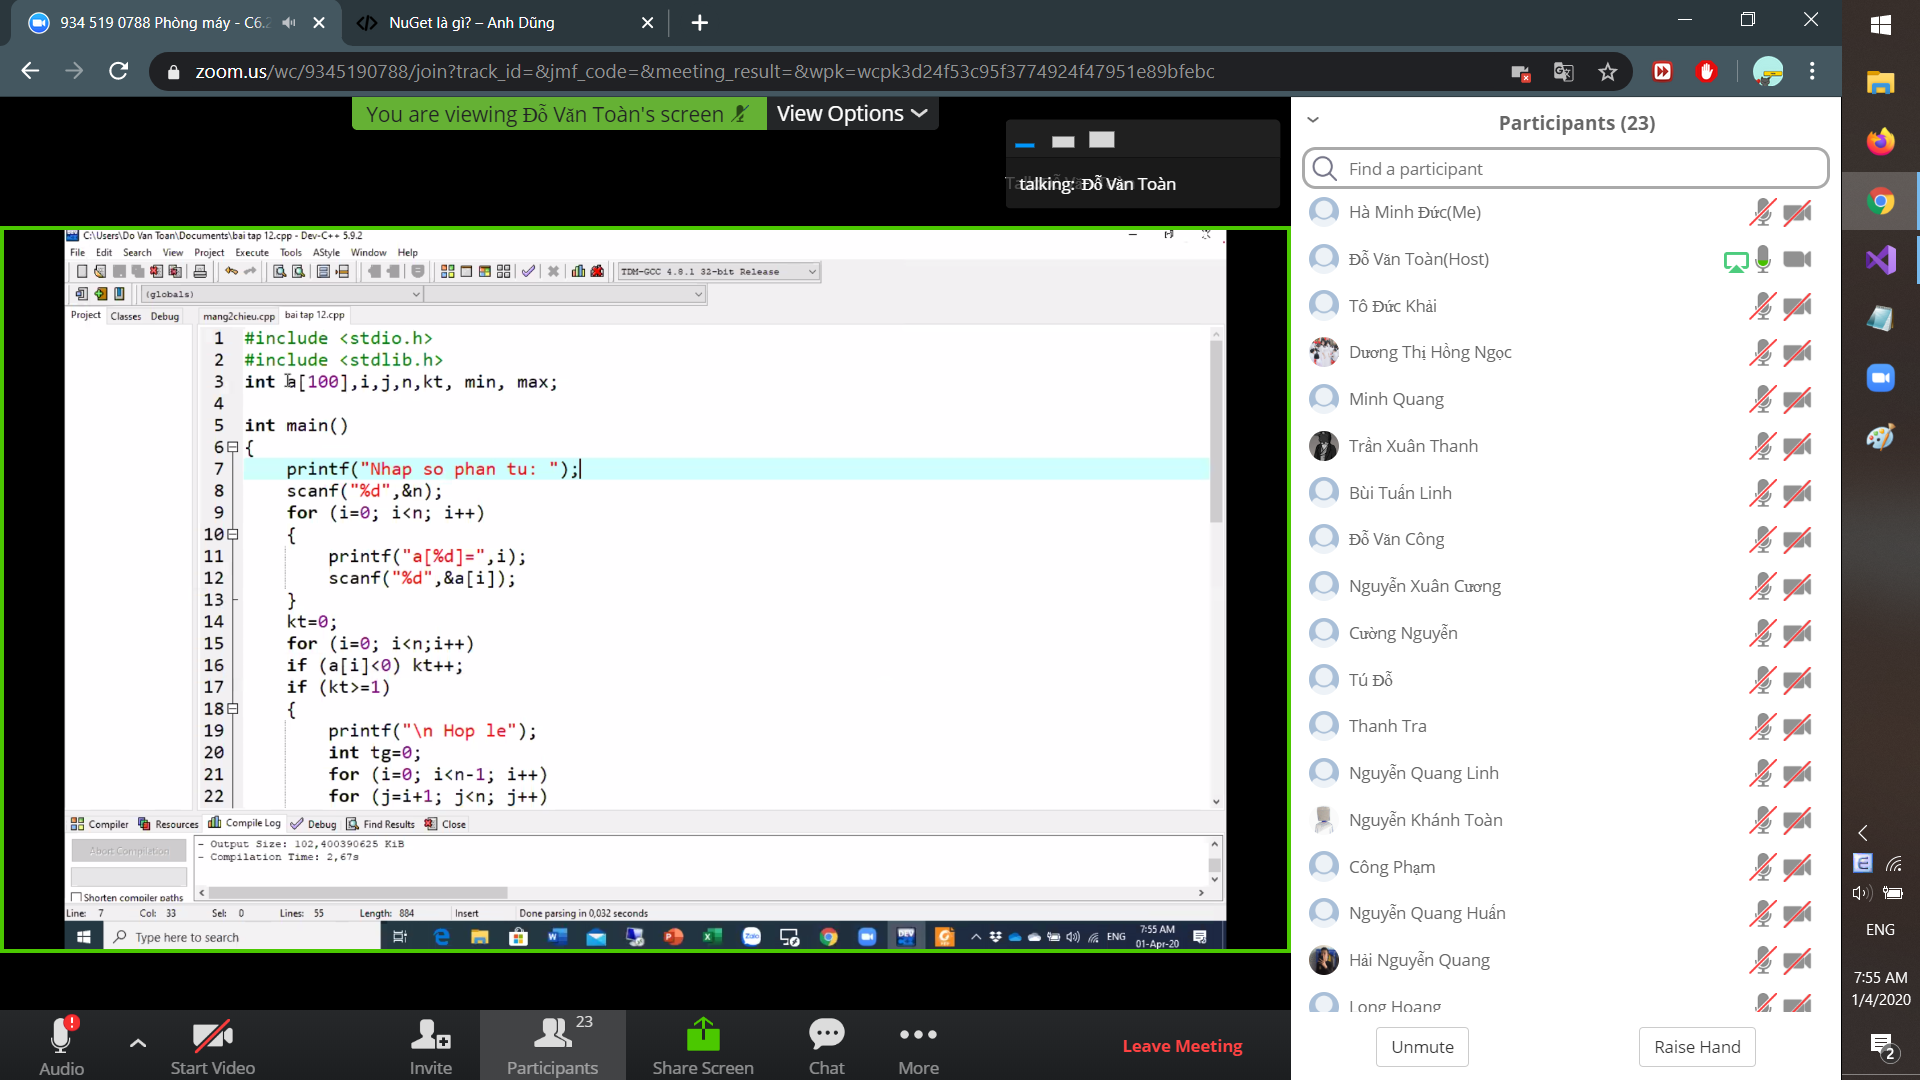 934 519 0788 Phòng máy - C6.2
NuGet là gì? – Anh Dũng
zoom.us/wc/9345190788/join?track_id=&jmf_code=&meeting_result=&wpk=wcpk3d24f53c95f3774924f47951e89bfebc
You are viewing Đỗ Văn Toàn's screen
View Options
talking: Đỗ Văn Toàn
C:\Users\Do Van Toan\Documents\bai tap 12.cpp - Dev-C++ 5.9.2
File Edit Search View Project Execute Tools AStyle Window Help
TDM-GCC 4.8.1 32-bit Release
(globals)
Project Classes Debug
mang2chieu.cpp bai tap 12.cpp
1 #include <stdio.h>
2 #include <stdlib.h>
3 int a[100],i,j,n,kt, min, max;
4
5 int main()
6 {
7 printf("Nhap so phan tu: ");
8 scanf("%d",&n);
9 for (i=0; i<n; i++)
10 {
11 printf("a[%d]=",i);
12 scanf("%d",&a[i]);
13 }
14 kt=0;
15 for (i=0; i<n;i++)
16 if (a[i]<0) kt++;
17 if (kt>=1)
18 {
19 printf("\n Hop le");
20 int tg=0;
21 for (i=0; i<n-1; i++)
22 for (j=i+1; j<n; j++)
Compiler Resources Compile Log Debug Find Results Close
Abort Compilation
- Output Size: 102,400390625 KiB
- Compilation Time: 2,67s
Shorten compiler paths
Line: 7 Col: 33 Sel: 0 Lines: 55 Length: 884 Insert Done parsing in 0,032 seconds
Type here to search
ENG
7:55 AM
01-Apr-20
Audio
Start Video
Invite
23
Participants
Share Screen
Chat
More
Leave Meeting
Participants (23)
Find a participant
Hà Minh Đức(Me)
Đỗ Văn Toàn(Host)
Tô Đức Khải
Dương Thị Hồng Ngọc
Minh Quang
Trần Xuân Thanh
Bùi Tuấn Linh
Đỗ Văn Công
Nguyễn Xuân Cương
Cường Nguyễn
Tú Đỗ
Thanh Tra
Nguyễn Quang Linh
Nguyễn Khánh Toàn
Công Phạm
Nguyễn Quang Huấn
Hải Nguyễn Quang
Long Hoang
Unmute
Raise Hand
ENG
7:55 AM
1/4/2020
2